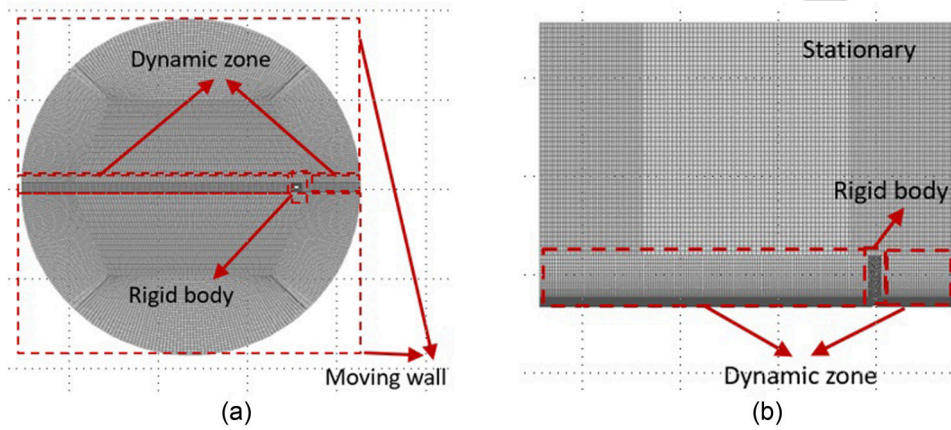 Dynamic zone
Rigid body
Moving wall
(a)
Stationary
Rigid body
Dynamic zone
(b)